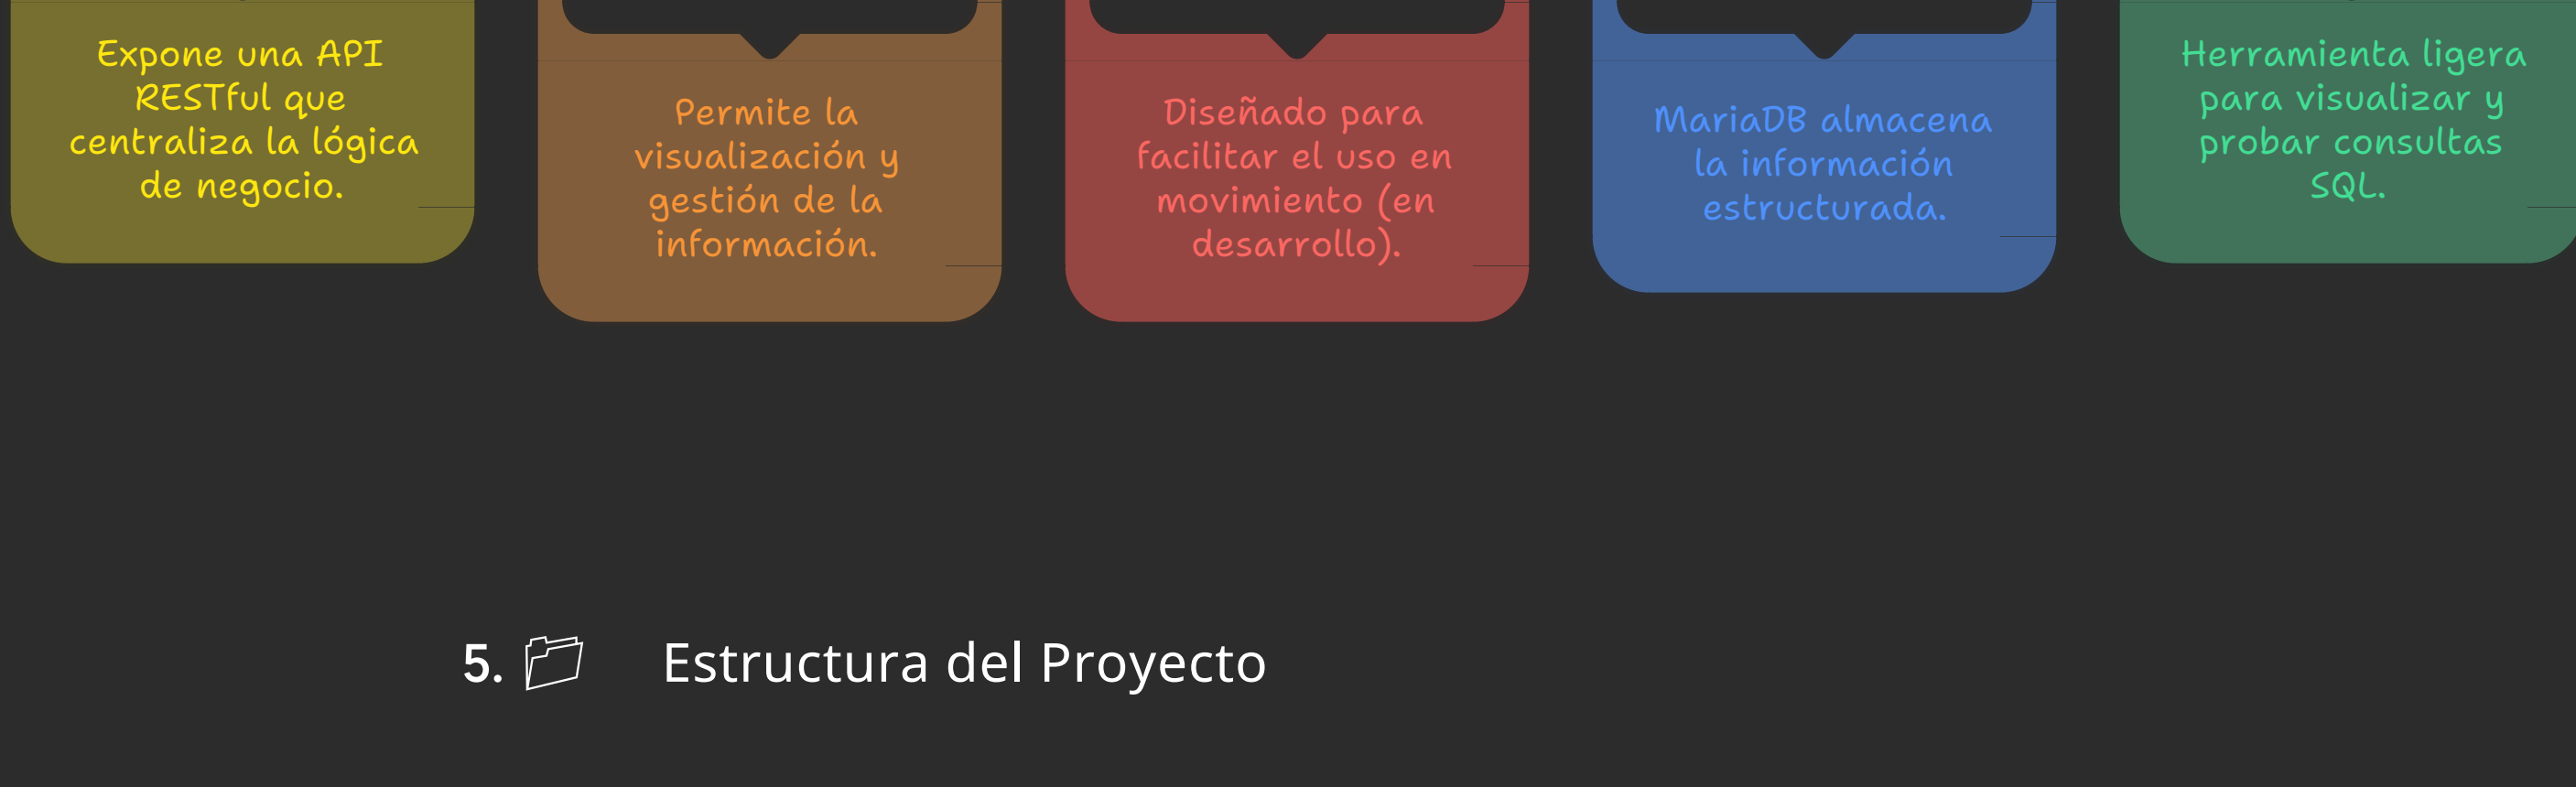 Expone una API
RESTful que
centraliza la lógica
de negocio.
Permite la
visualización y
gestión de la
información.
Diseñado para
facilitar el uso en
movimiento (en
desarrollo).
MariaDB almacena
la información
estructurada.
Herramienta ligera
para visualizar y
probar consultas
SQL.
5. Estructura del Proyecto